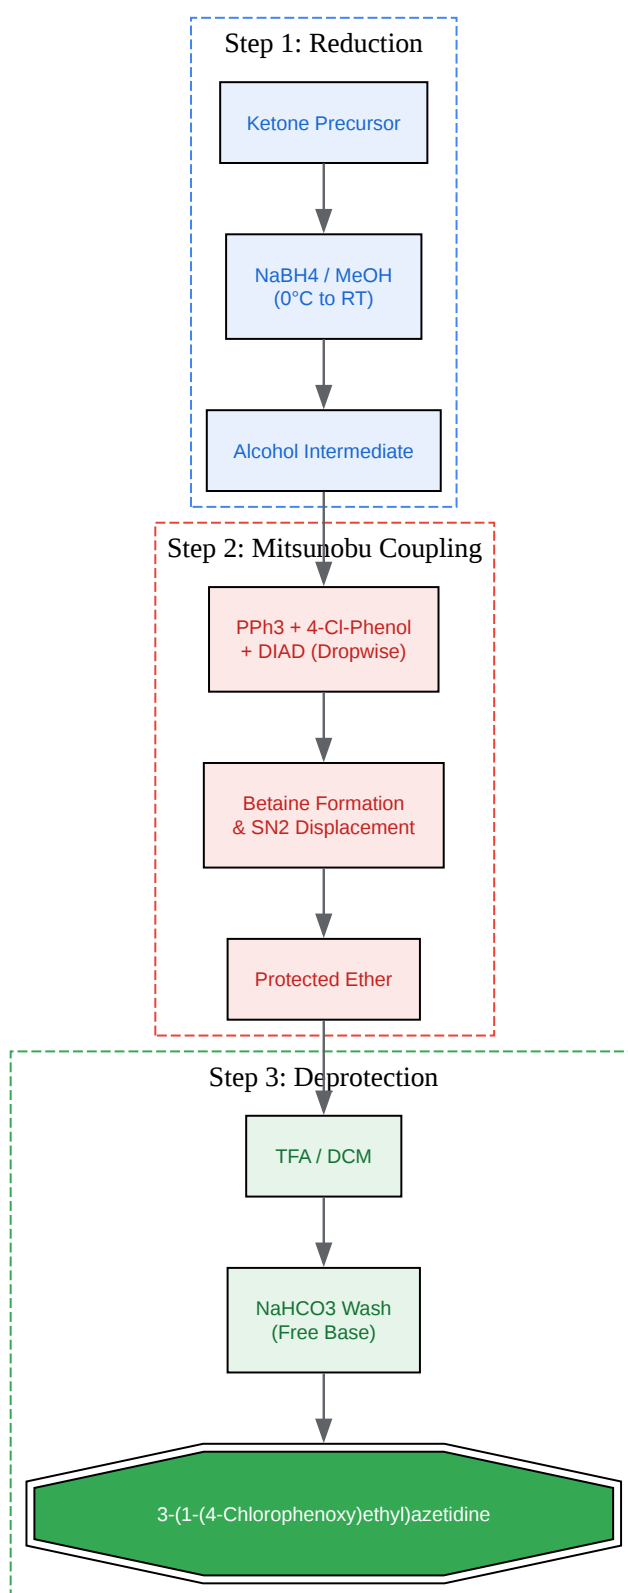 Step 1: Reduction
Ketone Precursor
NaBH4 / MeOH
(0°C to RT)
Alcohol Intermediate
Step 2: Mitsunobu Coupling
PPh3 + 4-Cl-Phenol
+ DIAD (Dropwise)
Betaine Formation
& SN2 Displacement
Protected Ether
Step 3: Deprotection
TFA / DCM
NaHCO3 Wash
(Free Base)
3-(1-(4-Chlorophenoxy)ethyl)azetidine